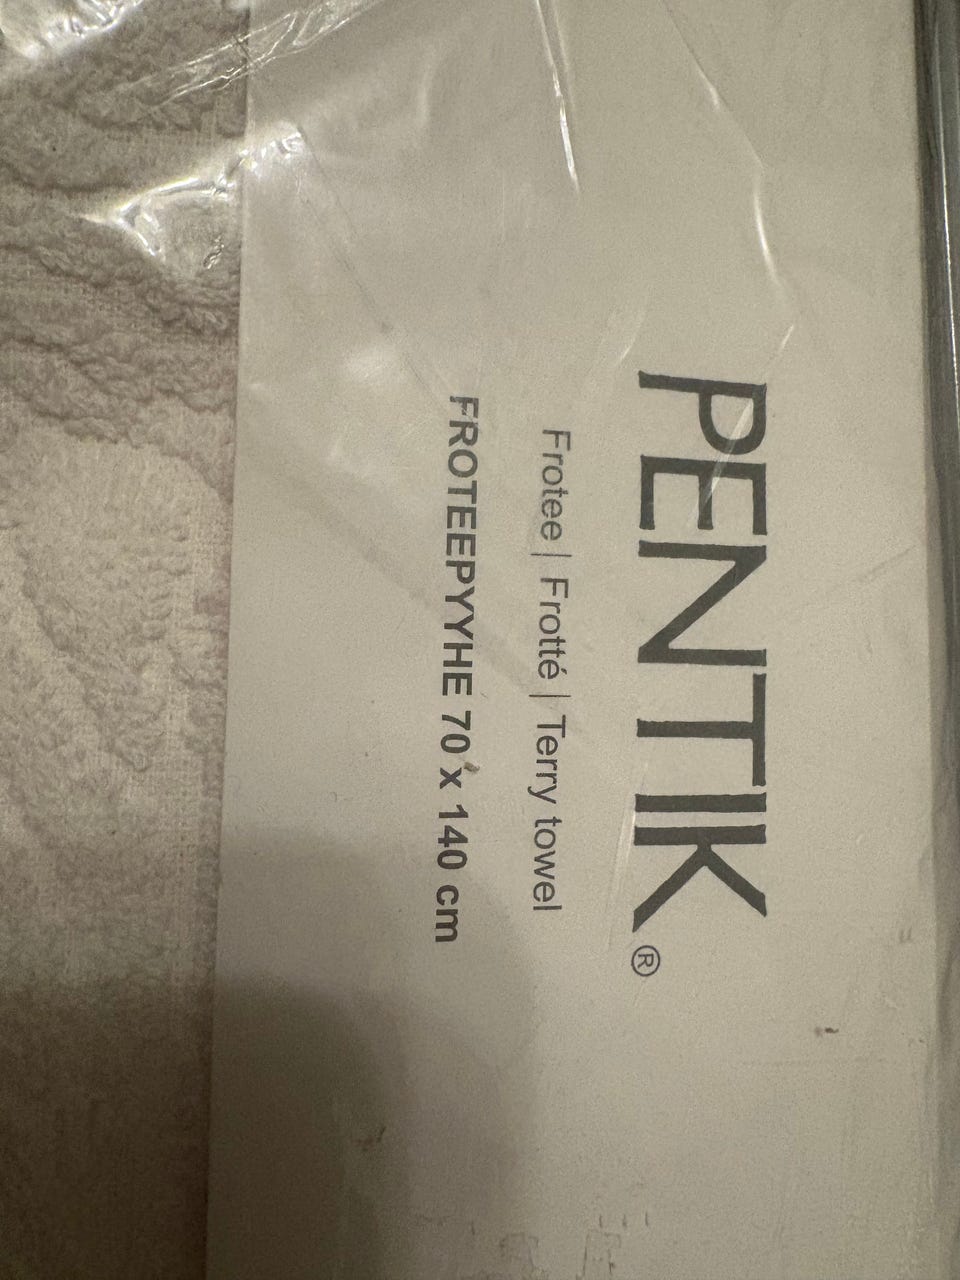 PENTIK®
Frotee | Frotté | Terry towel
FROTEEPYYHE 70 x 140 cm